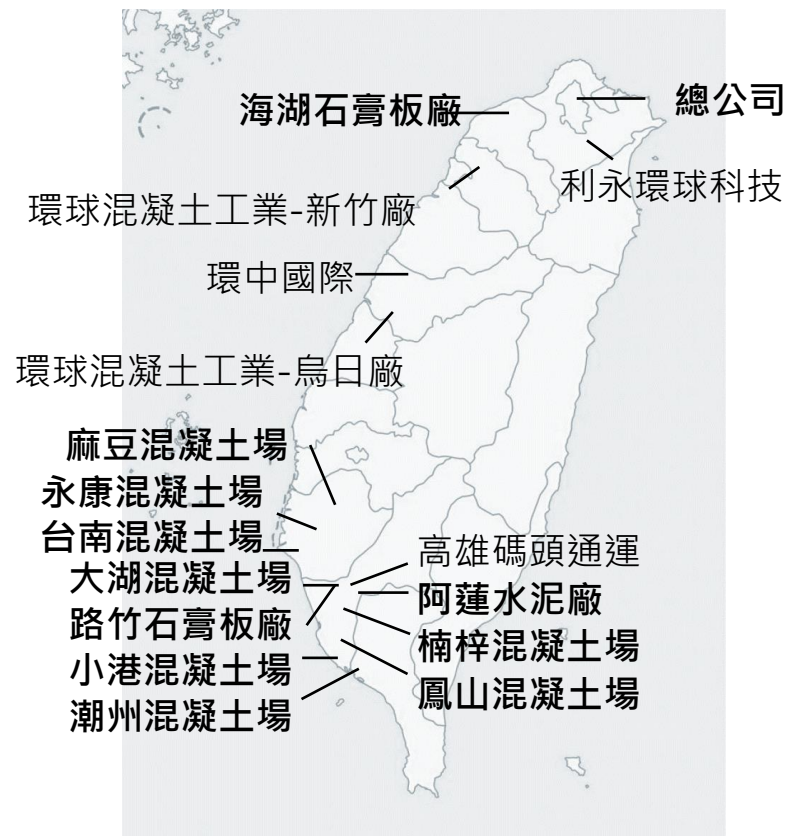 海湖石膏板廠
總公司
利永環球科技
環球混凝土工業-新竹廠
環中國際
環球混凝土工業-烏日廠
麻豆混凝土場
永康混凝土場
台南混凝土場
大湖混凝土場
路竹石膏板廠
小港混凝土場
潮州混凝土場
高雄碼頭通運
阿蓮水泥廠
楠梓混凝土場
鳳山混凝土場